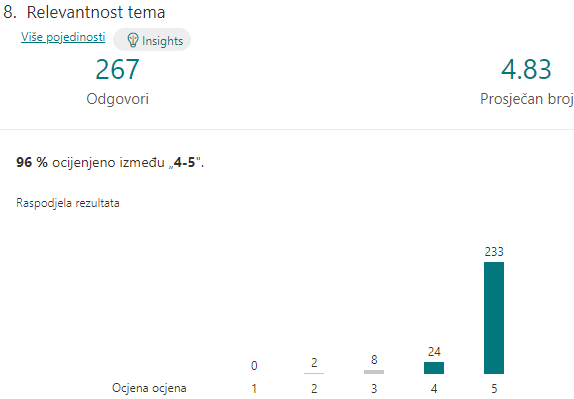 8. Relevantnost tema
Više pojedinosti Insights
267 4.83
Odgovori Prosječan broj
96 % ocijenjeno između „4-5“.
Raspodjela rezultata
233
0 2 8 24
Ocjena ocjena 1 2 3 4 5